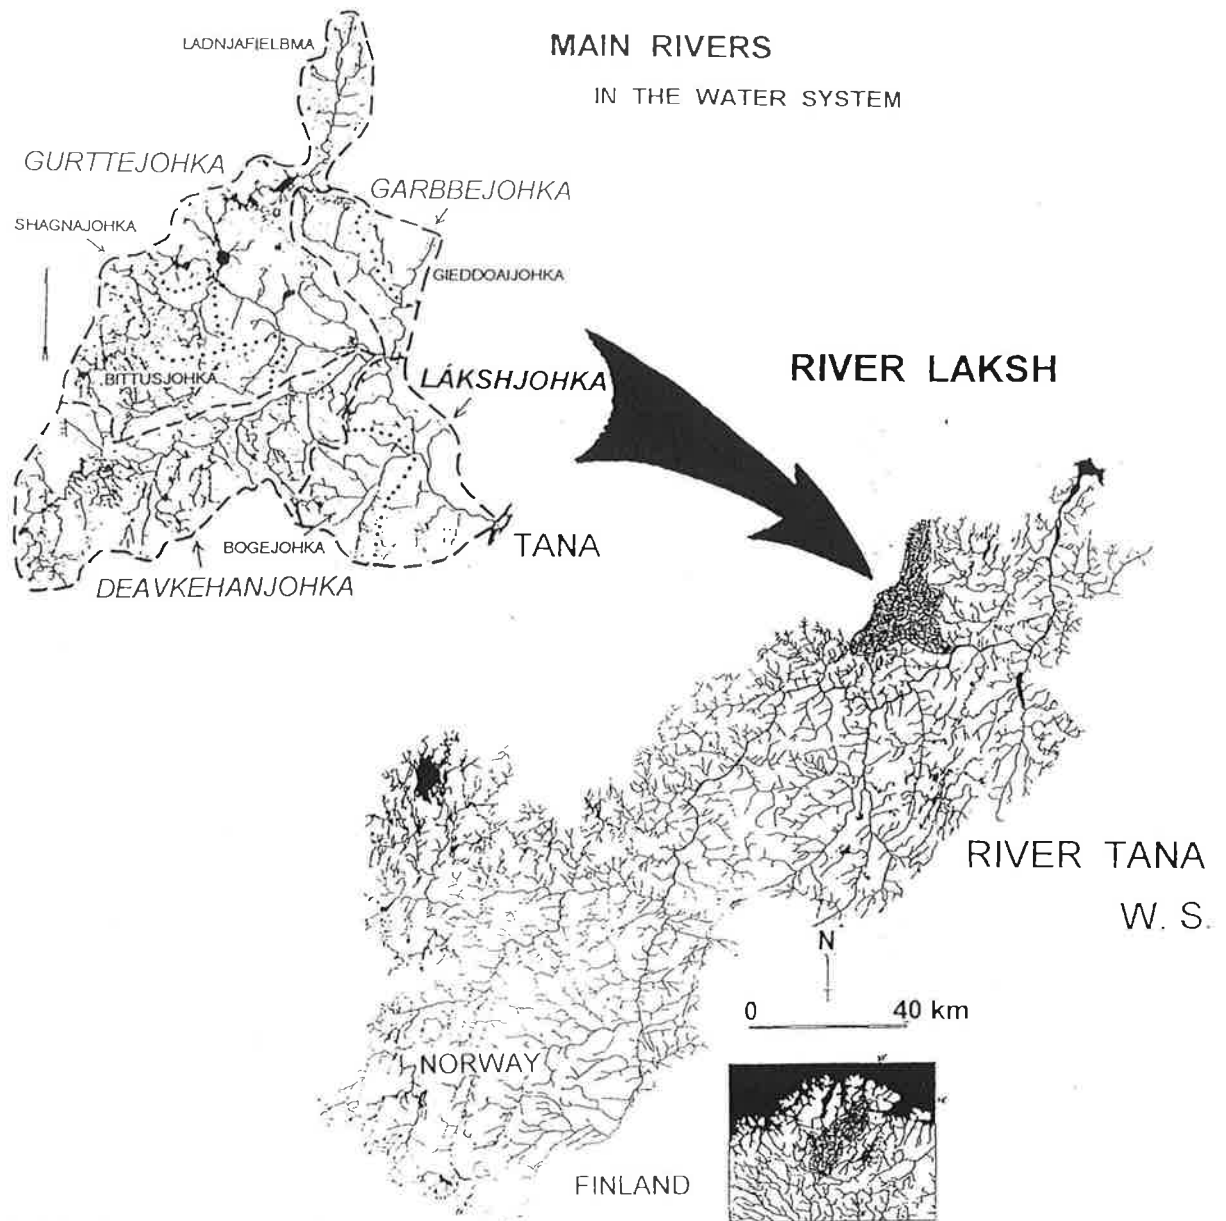 MAIN RIVERS
IN THE WATER SYSTEM
LADNJAFIELBMA
GURTTEJOHKA
GARBBEJOHKA
SHAGNAJOHKA
GIEDDOAIJOHKA
BITTUSJOHKA
LÁKSHJOHKA
RIVER LAKSH
BOGEJOHKA
TANA
DEAVKEHANJOHKA
RIVER TANA
W. S.
N
0 40 km
NORWAY
FINLAND